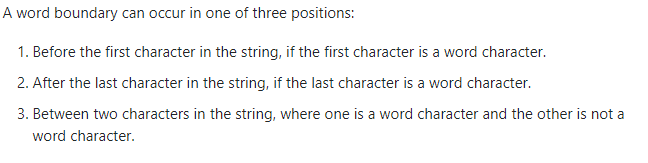 A word boundary can occur in one of three positions:
1. Before the first character in the string, if the first character is a word character.
2. After the last character in the string, if the last character is a word character.
3. Between two characters in the string, where one is a word character and the other is not a
word character.